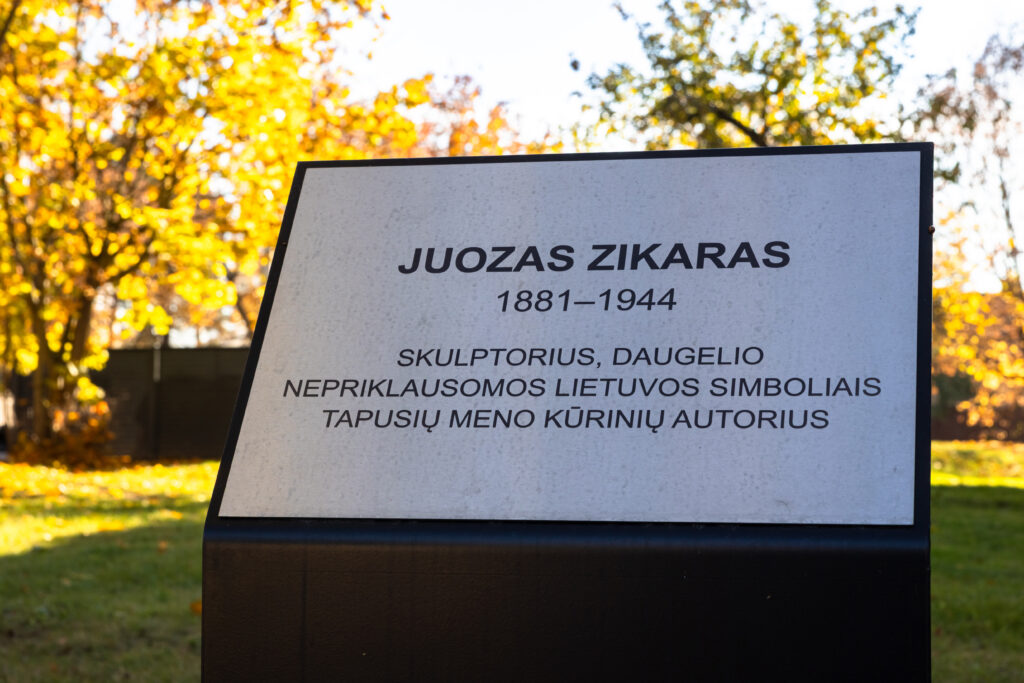 JUOZAS ZIKARAS
1881–1944
SKULPTORIUS, DAUGELIO
NEPRIKLAUSOMOS LIETUVOS SIMBOLIAIS
TAPUSIŲ MENO KŪRINIŲ AUTORIUS